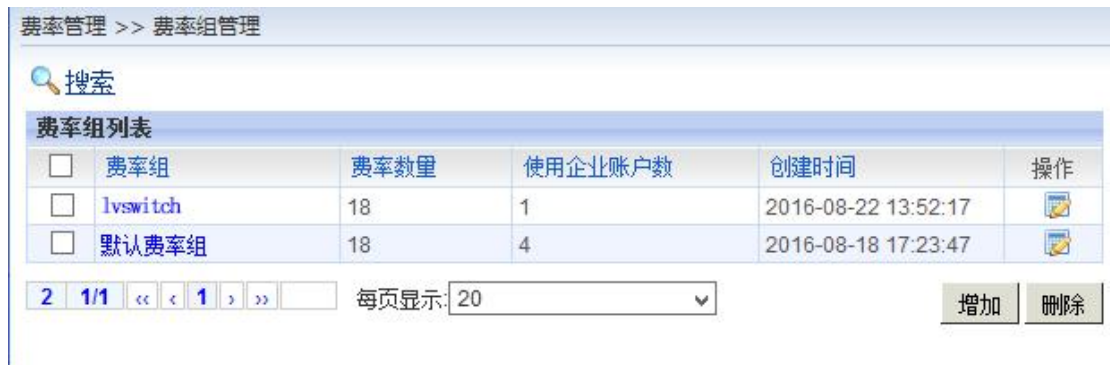 费率管理 >> 费率组管理
搜索
费率组列表
费率组 费率数量 使用企业账户数 创建时间 操作
lvswitch 18 1 2016-08-22 13:52:17
默认费率组 18 4 2016-08-18 17:23:47
2 1/1 « ‹ 1 › » 每页显示: 20 增加 删除